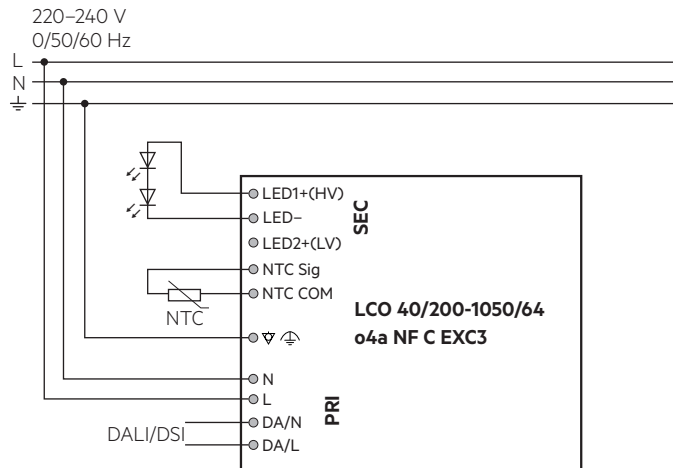 220–240 V
0/50/60 Hz
L
N
LED1+(HV)
LED–
LED2+(LV)
SEC
NTC Sig
NTC COM
NTC
LCO 40/200-1050/64
o4a NF C EXC3
N
L
PRI
DA/N
DALI/DSI
DA/L